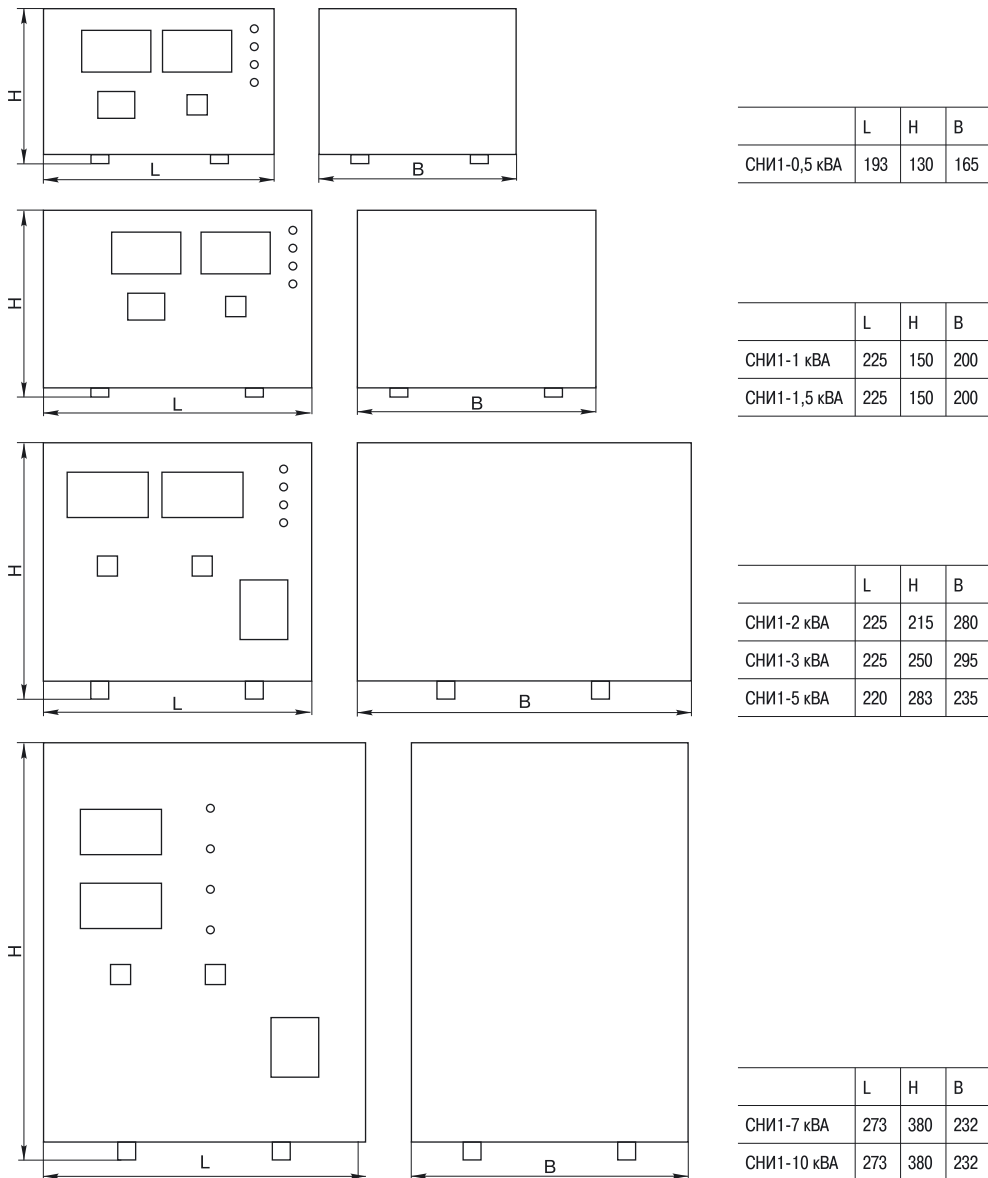 H
L
B
L H B
СНИ1-0,5 кВА 193 130 165
H
L
B
L H B
СНИ1-1 кВА 225 150 200
СНИ1-1,5 кВА 225 150 200
H
L
B
L H B
СНИ1-2 кВА 225 215 280
СНИ1-3 кВА 225 250 295
СНИ1-5 кВА 220 283 235
H
L
B
L H B
СНИ1-7 кВА 273 380 232
СНИ1-10 кВА 273 380 232